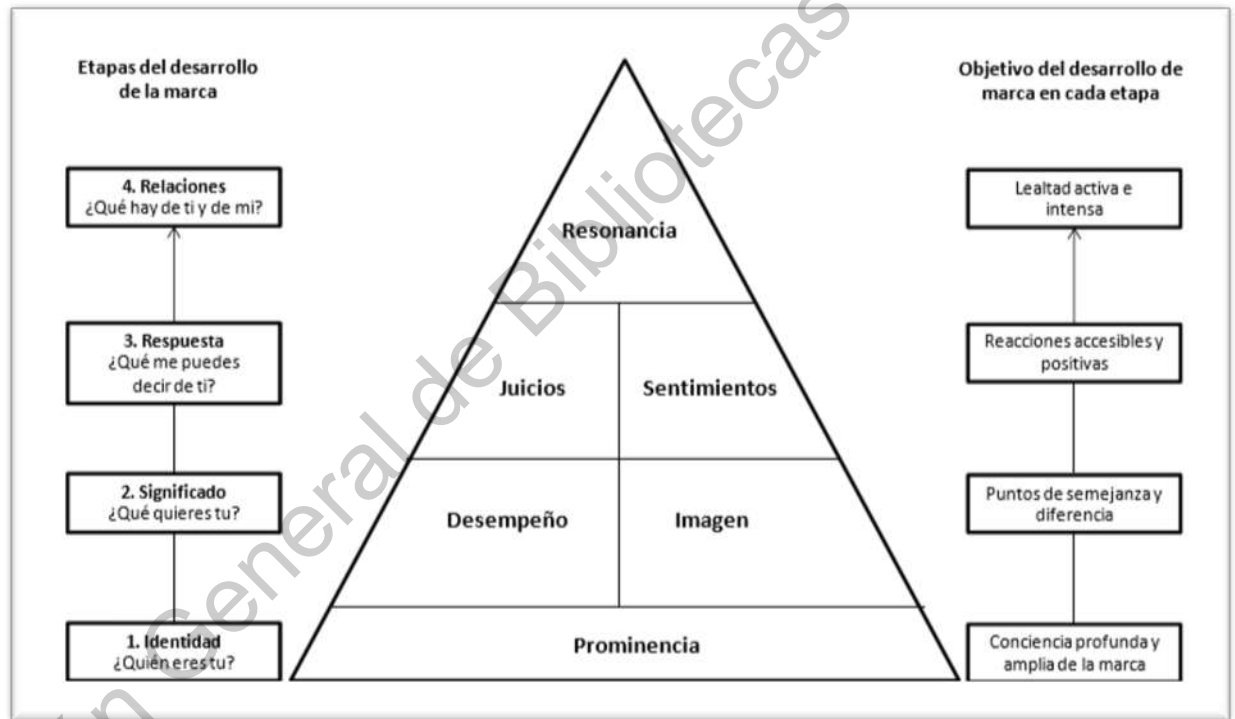 Etapas del desarrollo
de la marca
4. Relaciones
¿Qué hay de ti y de mi?
3. Respuesta
¿Qué me puedes
decir de ti?
2. Significado
¿Qué quieres tu?
1. Identidad
¿Quién eres tu?
Resonancia
Juicios
Sentimientos
Desempeño
Imagen
Prominencia
Objetivo del desarrollo de
marca en cada etapa
Lealtad activa e
intensa
Reacciones accesibles y
positivas
Puntos de semejanza y
diferencia
Conciencia profunda y
amplia de la marca
General de Bibliotecas